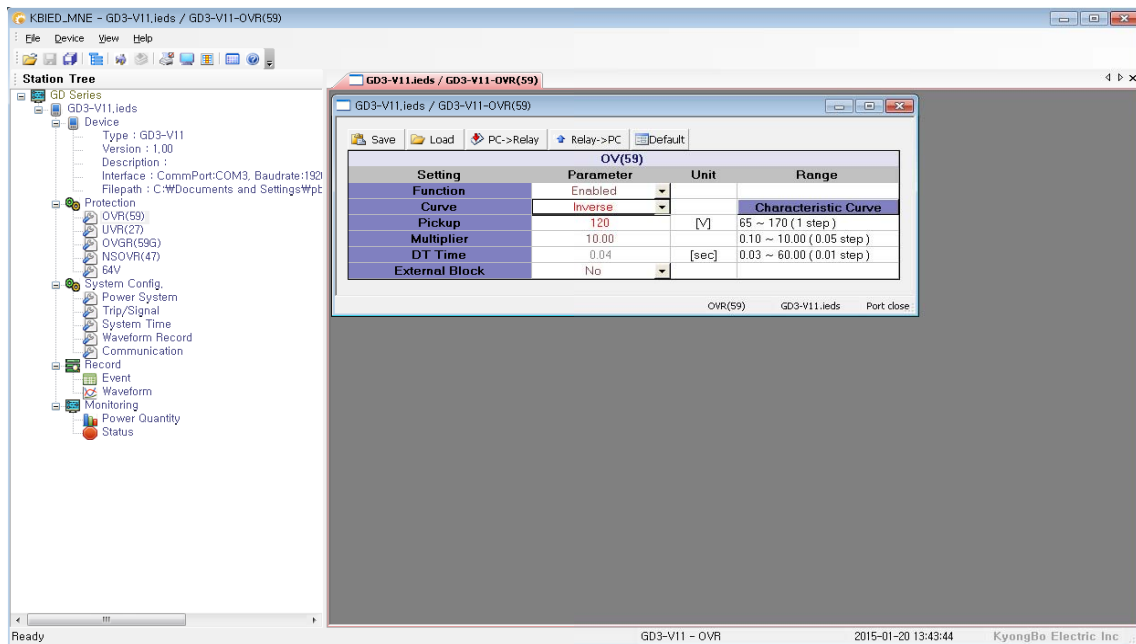 KBIED_MNE - GD3-V11.ieds / GD3-V11-OVR(59)
File Device View Help
Station Tree
GD Series
GD3-V11.ieds
Device
Type : GD3-V11
Version : 1.00
Description :
Interface : CommPort:COM3, Baudrate:192
Filepath : C:₩Documents and Settings₩pb
Protection
OVR(59)
UVR(27)
OVGR(59G)
NSOVR(47)
64V
System Config.
Power System
Trip/Signal
System Time
Waveform Record
Communication
Record
Event
Waveform
Monitoring
Power Quantity
Status
GD3-V11.ieds / GD3-V11-OVR(59)
GD3-V11.ieds / GD3-V11-OVR(59)
Save Load PC->Relay Relay->PC Default
OV(59)
Setting Parameter Unit Range
Function Enabled
Curve Inverse Characteristic Curve
Pickup 120 [V] 65 ~ 170 ( 1 step )
Multiplier 10.00 0.10 ~ 10.00 ( 0.05 step )
DT Time 0.04 [sec] 0.03 ~ 60.00 ( 0.01 step )
External Block No
OVR(59) GD3-V11.ieds Port close
Ready GD3-V11 - OVR 2015-01-20 13:43:44 KyongBo Electric Inc